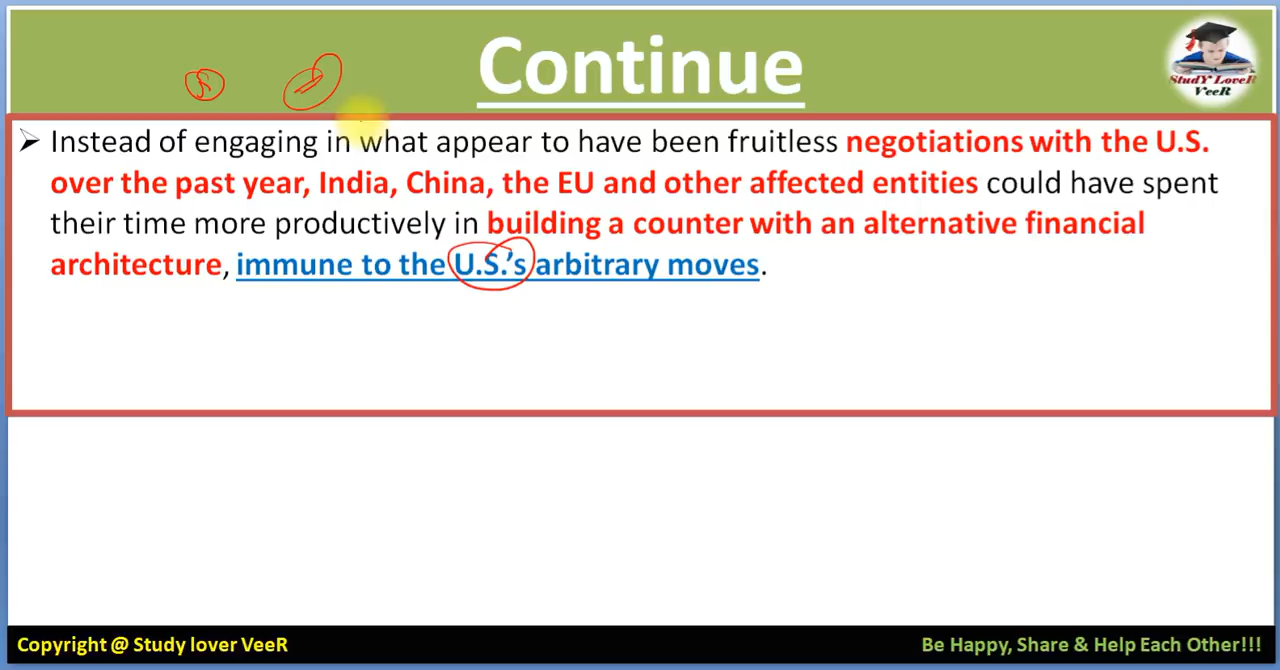 Continue
StudY LoveR
VeeR
➢ Instead of engaging in what appear to have been fruitless negotiations with the U.S.
over the past year, India, China, the EU and other affected entities could have spent
their time more productively in building a counter with an alternative financial
architecture, immune to the U.S.'s arbitrary moves.
Copyright @ Study lover VeeR
Be Happy, Share & Help Each Other!!!